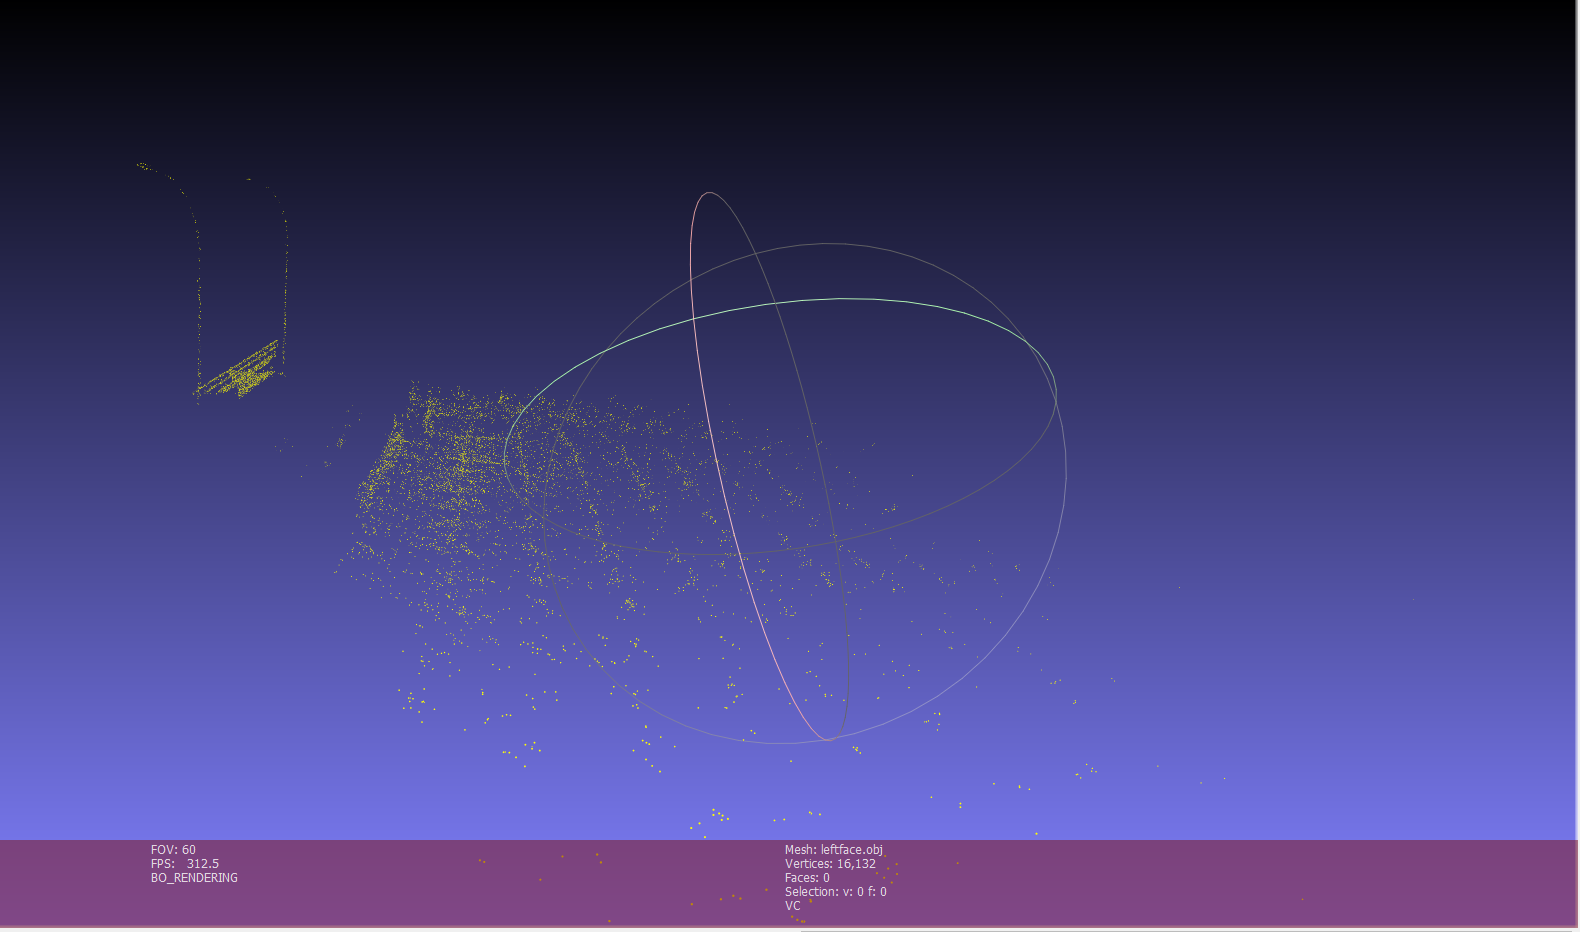 FOV: 60
FPS: 312.5
BO_RENDERING
Mesh: leftface.obj
Vertices: 16,132
Faces: 0
Selection: v: 0 f: 0
VC